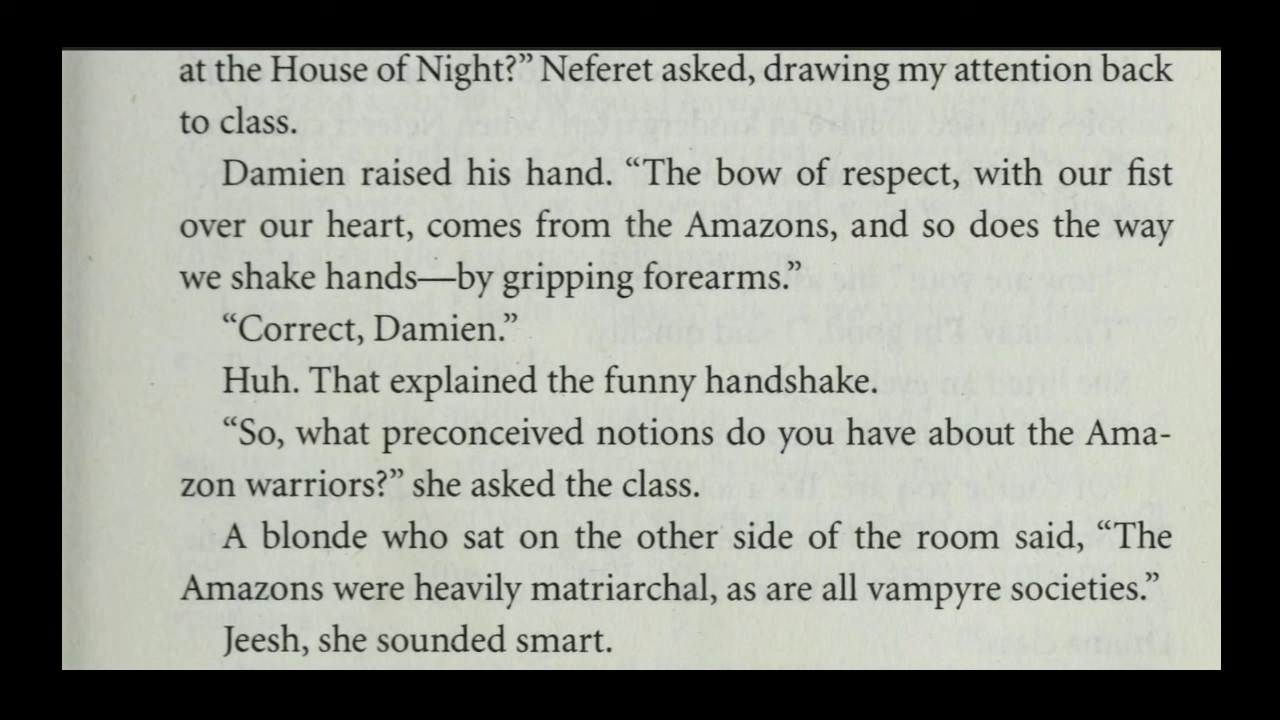 at the House of Night?” Neferet asked, drawing my attention back
to class.
Damien raised his hand. “The bow of respect, with our fist
over our heart, comes from the Amazons, and so does the way
we shake hands—by gripping forearms.”
“Correct, Damien.”
Huh. That explained the funny handshake.
“So, what preconceived notions do you have about the Ama-
zon warriors?” she asked the class.
A blonde who sat on the other side of the room said, “The
Amazons were heavily matriarchal, as are all vampyre societies.”
Jeesh, she sounded smart.